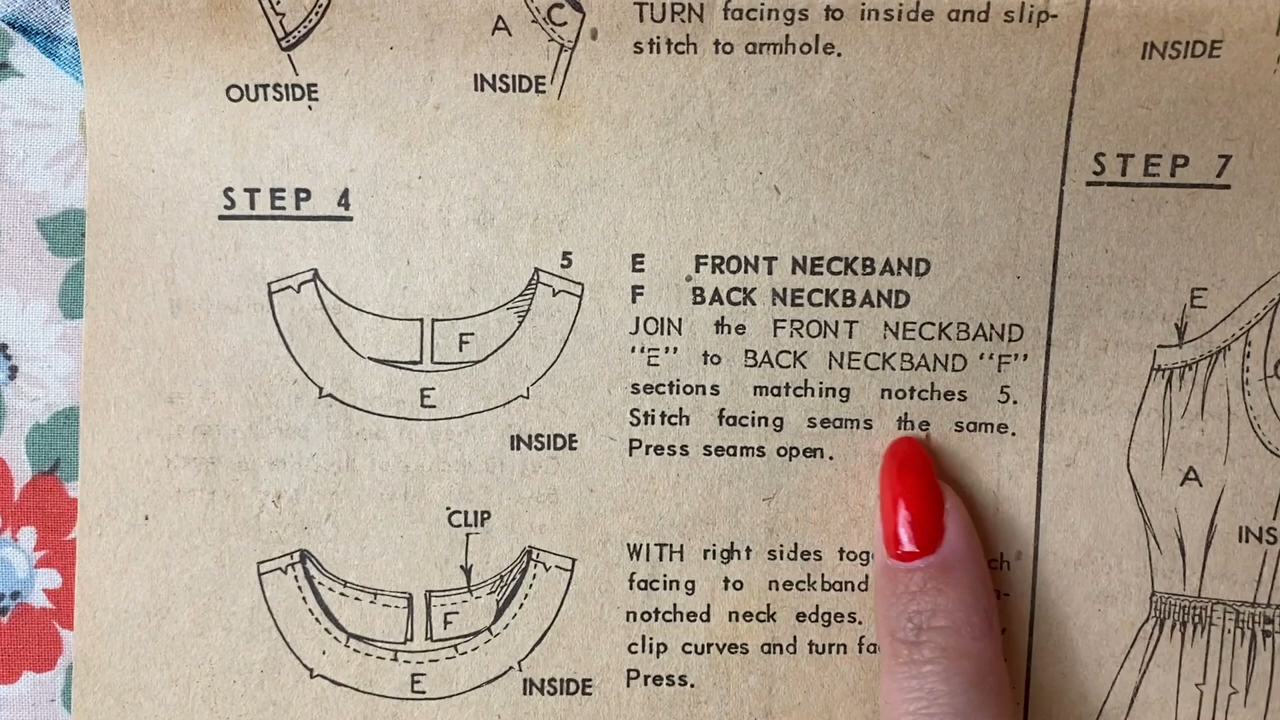 OUTSIDE
A
C
INSIDE
TURN facings to inside and slip-
stitch to armhole.
STEP 4
5
F
E
INSIDE
E FRONT NECKBAND
F BACK NECKBAND
JOIN the FRONT NECKBAND
"E" to BACK NECKBAND "F"
sections matching notches 5.
Stitch facing seams the same.
Press seams open.
CLIP
F
E
INSIDE
WITH right sides
facing to neckband
notched neck edges.
clip curves and turn
Press.
INSIDE
STEP 7
E
A